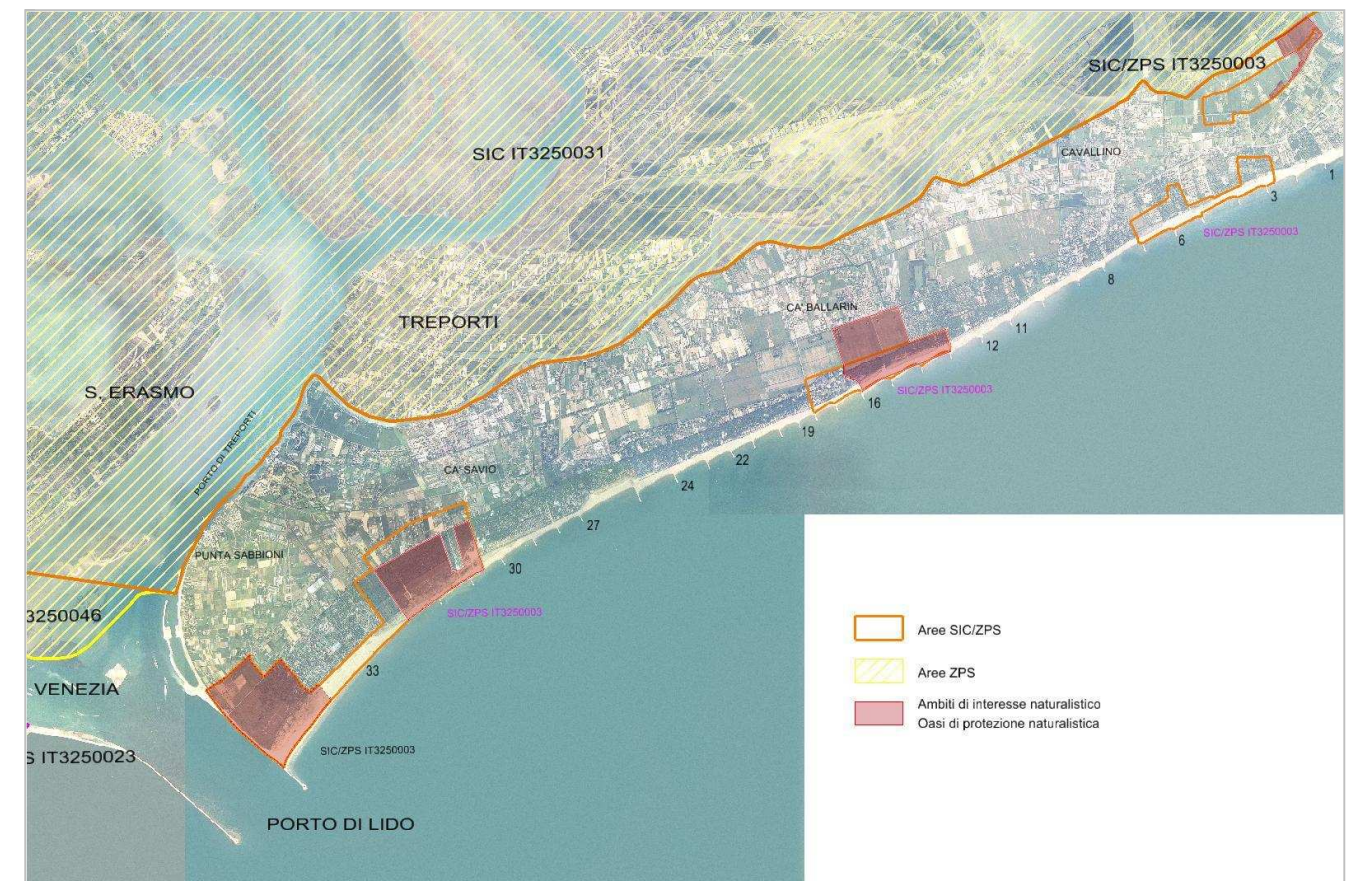 SIC/ZPS IT3250003
SIC IT3250031
CAVALLINO
1
3
SIC/ZPS IT3250003
6
8
CA' BALLARIN
TREPORTI
11
12
S. ERASMO
SIC/ZPS IT3250003
16
PORTO DI TREPORTI
19
22
CA' SAVIO
24
27
PUNTA SABBIONI
30
3250046
SIC/ZPS IT3250003
33
VENEZIA
S IT3250023
SIC/ZPS IT3250003
PORTO DI LIDO
Aree SIC/ZPS
Aree ZPS
Ambiti di interesse naturalistico
Oasi di protezione naturalistica